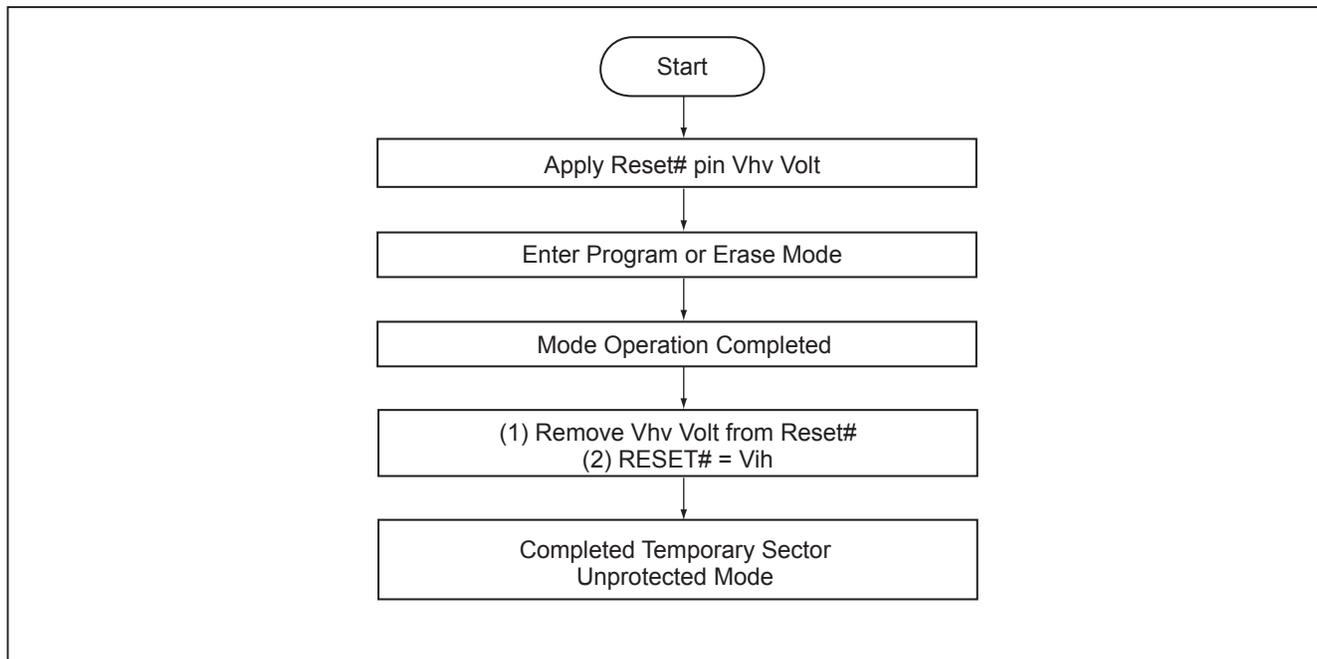 Start
Apply Reset# pin Vhv Volt
Enter Program or Erase Mode
Mode Operation Completed
(1) Remove Vhv Volt from Reset#
(2) RESET# = Vih
Completed Temporary Sector
Unprotected Mode